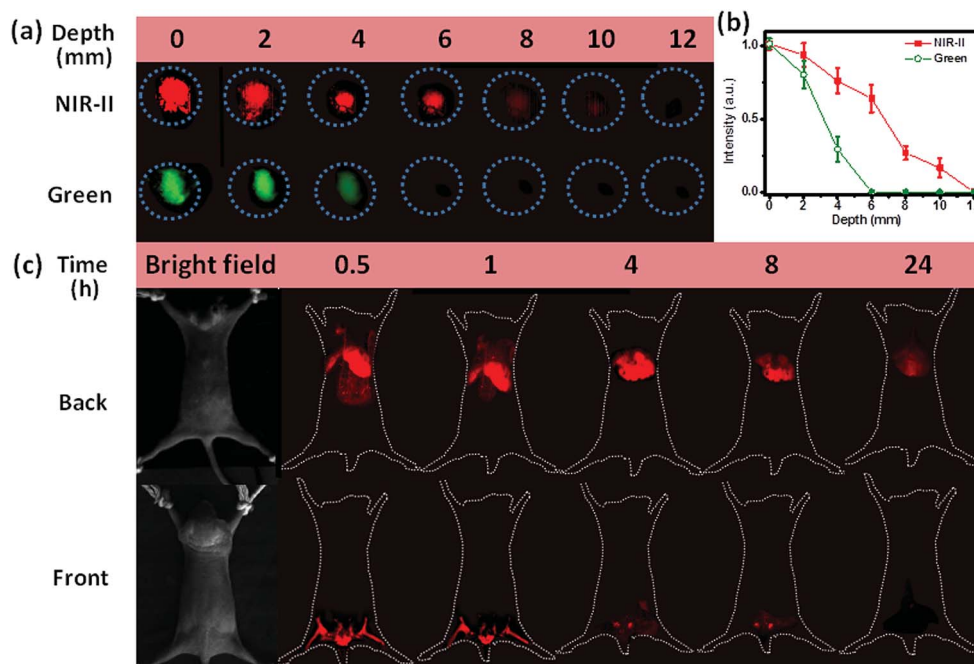 (a) Depth (mm) 0 2 4 6 8 10 12
NIR-II
Green
(b)
1.0
0.5
0.0
Intensity (a.u.)
NIR-II
Green
0 2 4 6 8 10 12
Depth (mm)
(c) Time (h) Bright field 0.5 1 4 8 24
Back
Front